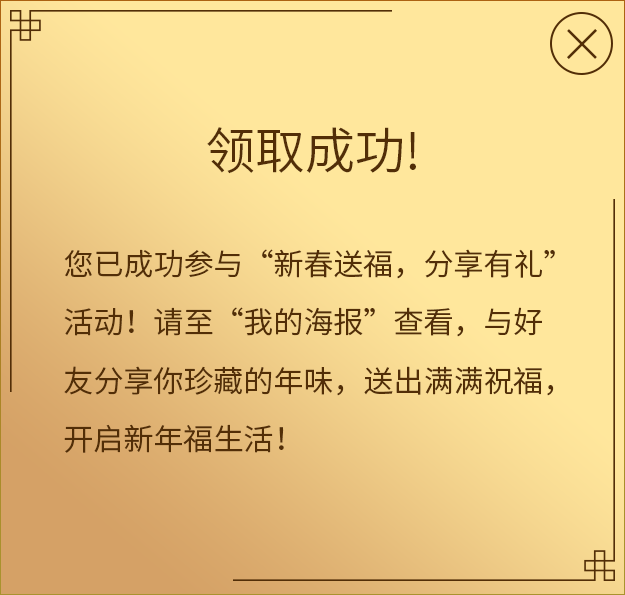 领取成功!
您已成功参与“新春送福，分享有礼”
活动！请至“我的海报”查看，与好
友分享你珍藏的年味，送出满满祝福，
开启新年福生活！